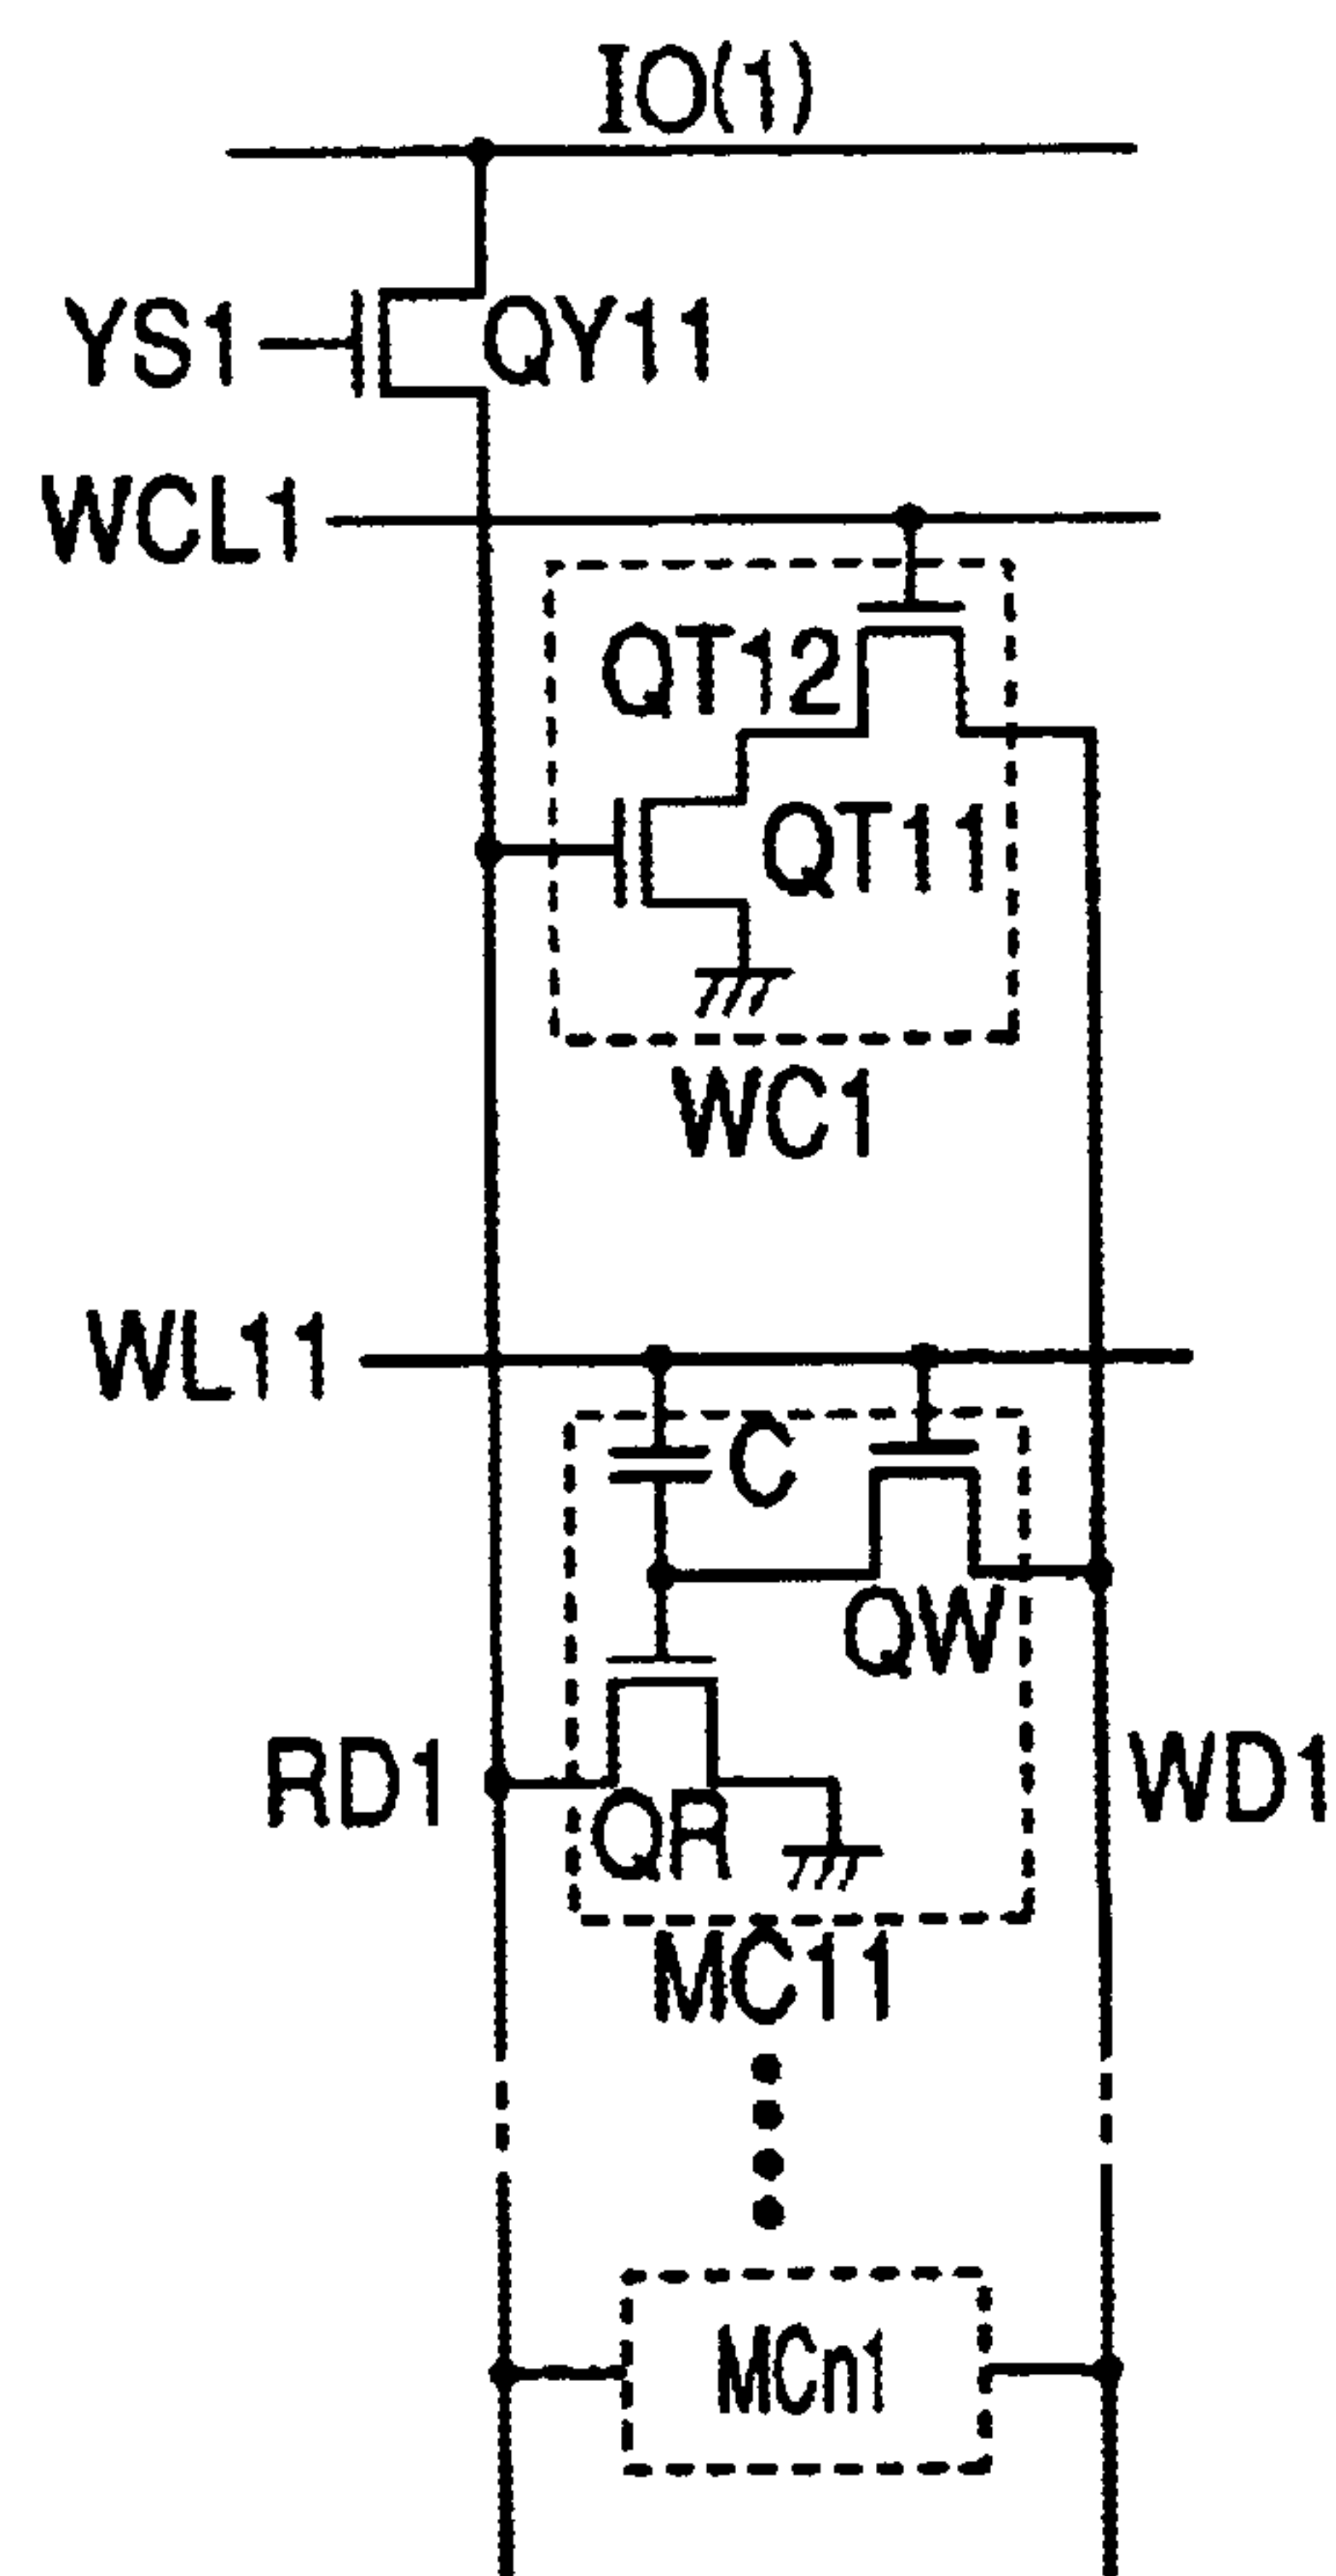 IO(1)
YS1
QY11
WCL1
QT12
QT11
WC1
WL11
C
QW
RD1
QR
WD1
MC11
MCn1